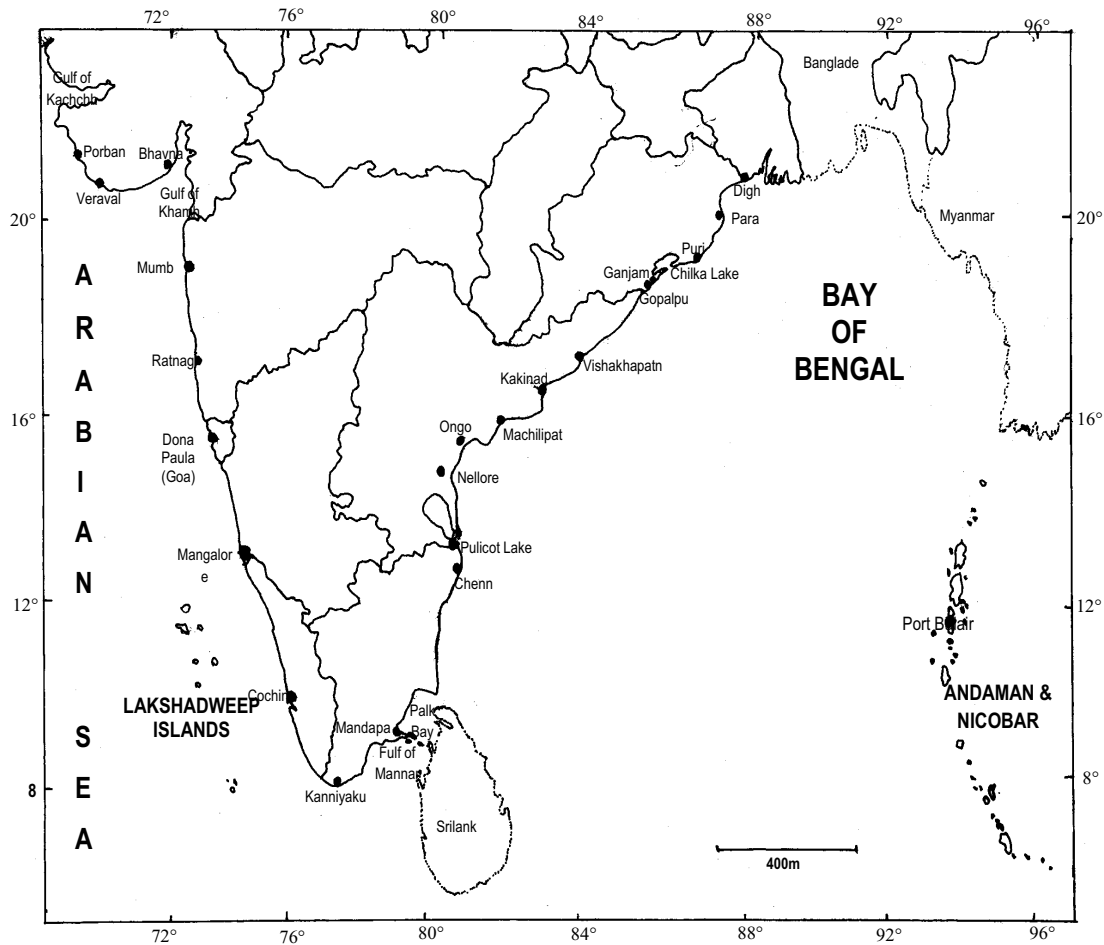 72° 76° 80° 84° 88° 92° 96°
Gulf of
Kachchh
Banglade
Porban
Bhavna
Veraval
Gulf of
Khamh
Digh
Para
Myanmar
20°
20°
Puri
Mumb
Ganjam
Chilka Lake
Gopalpu
BAY
OF
BENGAL
Ratnag
Vishakhapatn
Kakinad
16°
16°
Machilipat
Ongo
Dona
Paula
(Goa)
Nellore
Mangalor
e
Pulicot Lake
Chenn
12°
12°
Port Blair
Cochin
LAKSHADWEEP
ISLANDS
ANDAMAN &
NICOBAR
Mandapa
Palk
Bay
Fulf of
Mannar
Kanniyaku
8
8°
Srilank
400m
A
R
A
B
I
A
N
S
E
A
72° 76° 80° 84° 88° 92° 96°